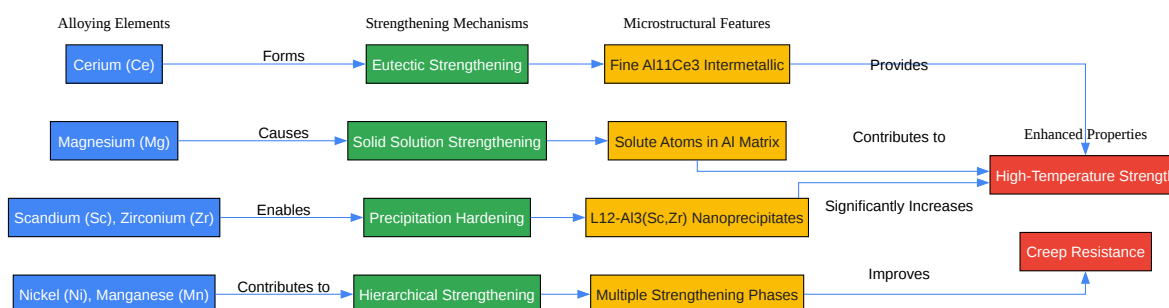 Alloying Elements
Strengthening Mechanisms
Microstructural Features
Cerium (Ce)
Forms
Eutectic Strengthening
Fine Al11Ce3 Intermetallic
Provides
Magnesium (Mg)
Causes
Solid Solution Strengthening
Solute Atoms in Al Matrix
Contributes to
Enhanced Properties
High-Temperature Strength
Scandium (Sc), Zirconium (Zr)
Enables
Precipitation Hardening
L12-Al3(Sc,Zr) Nanoprecipitates
Significantly Increases
Creep Resistance
Nickel (Ni), Manganese (Mn)
Contributes to
Hierarchical Strengthening
Multiple Strengthening Phases
Improves